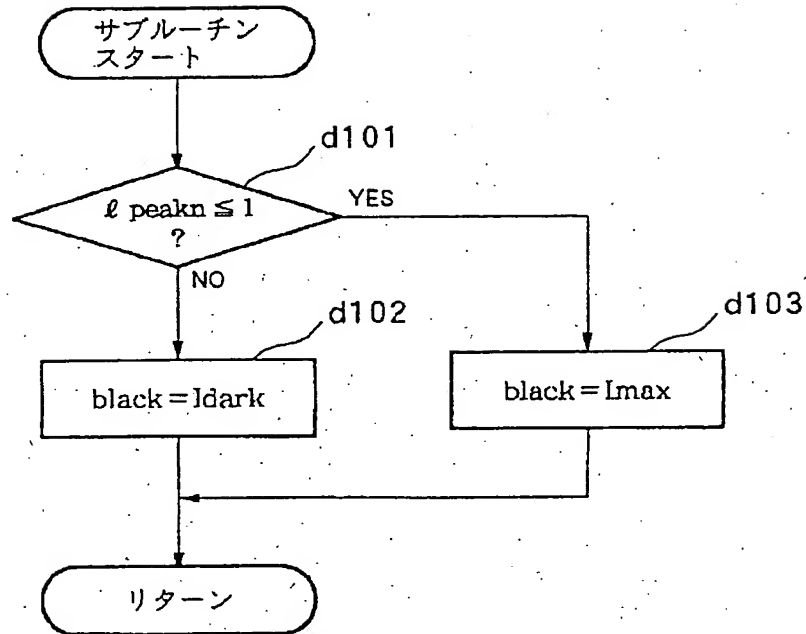 サブルーチン
スタート
d101
ℓ peakn ≦ 1
?
YES
NO
d102
black = Idark
d103
black = Imax
リターン